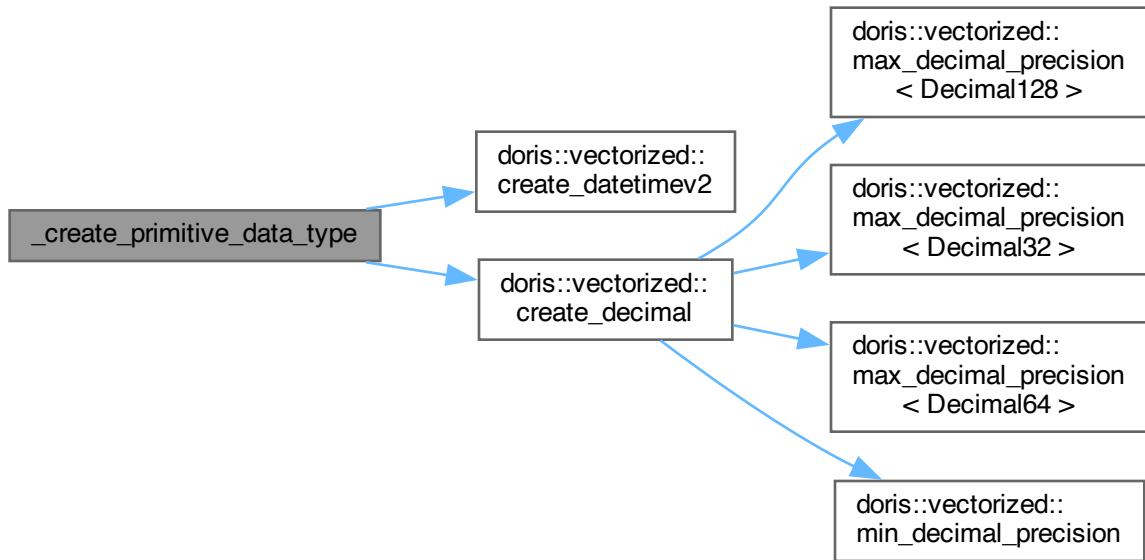 _create_primitive_data_type
doris::vectorized::
create_datetimev2
doris::vectorized::
create_decimal
doris::vectorized::
max_decimal_precision
< Decimal128 >
doris::vectorized::
max_decimal_precision
< Decimal32 >
doris::vectorized::
max_decimal_precision
< Decimal64 >
doris::vectorized::
min_decimal_precision